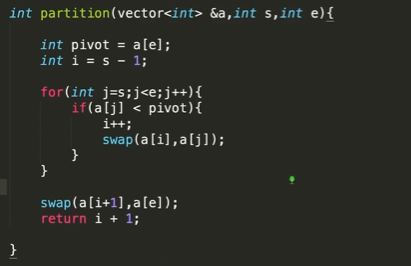 int partition(vector<int> &a,int s,int e){
int pivot = a[e];
int i = s - 1;
for(int j=s;j<e;j++){
if(a[j] < pivot){
i++;
swap(a[i],a[j]);
}
}
swap(a[i+1],a[e]);
return i + 1;
}